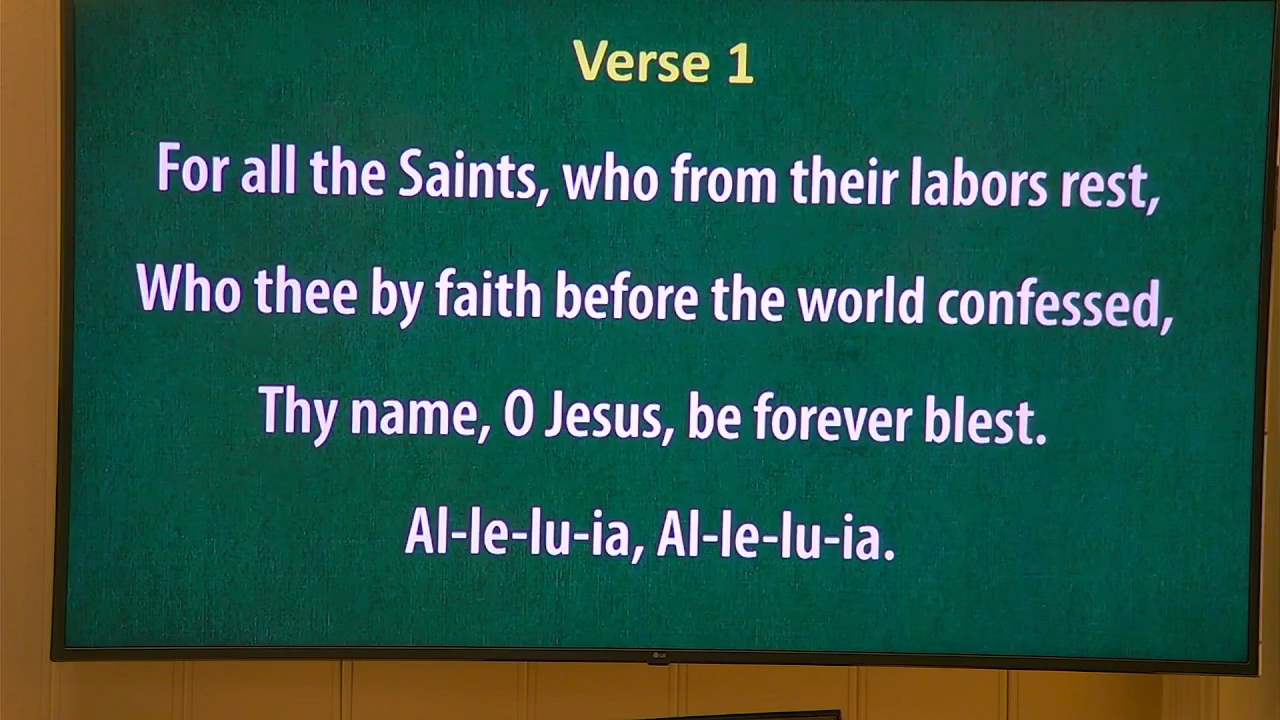 Verse 1
For all the Saints, who from their labors rest,
Who thee by faith before the world confessed,
Thy name, O Jesus, be forever blest.
Al-le-lu-ia, Al-le-lu-ia.
LG